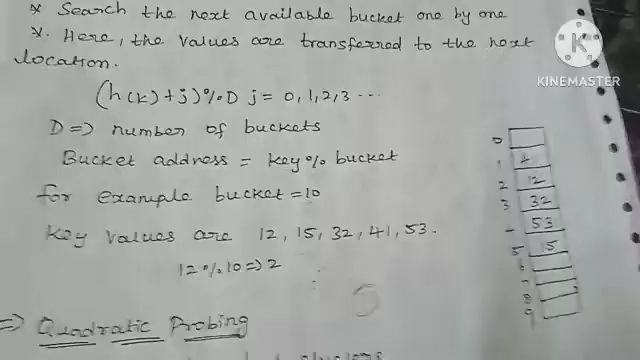 * Search the next available bucket one by one
* Here, the values are transferred to the next
location.
(h(k)+j)%D j= 0,1,2,3 ...
D=> number of buckets
Bucket address = key% bucket
for example bucket =10
key values are 12, 15, 32, 41, 53.
12%10=>2
=> Quadratic Probing
KINEMASTER
0
1 4
2 12
3 32
4 53
5 15
6
7
8
9
5